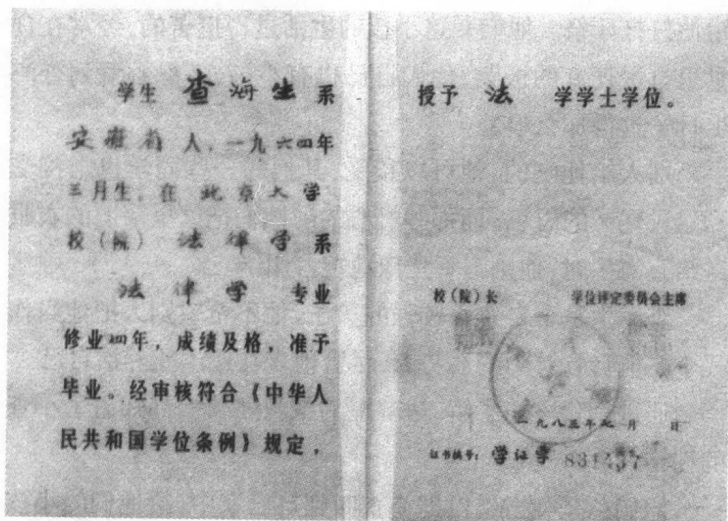 学生 查海生 系
安徽省 人，一九六四年
三月生，在 北京大学
校（院） 法律学 系
法律学 专业
修业四年，成绩及格，准予
毕业。经审核符合《中华人
民共和国学位条例》规定，
授予 法 学学士学位。
校（院）长 学位评定委员会主席
一九八三年七月 日
证书编号：学证字